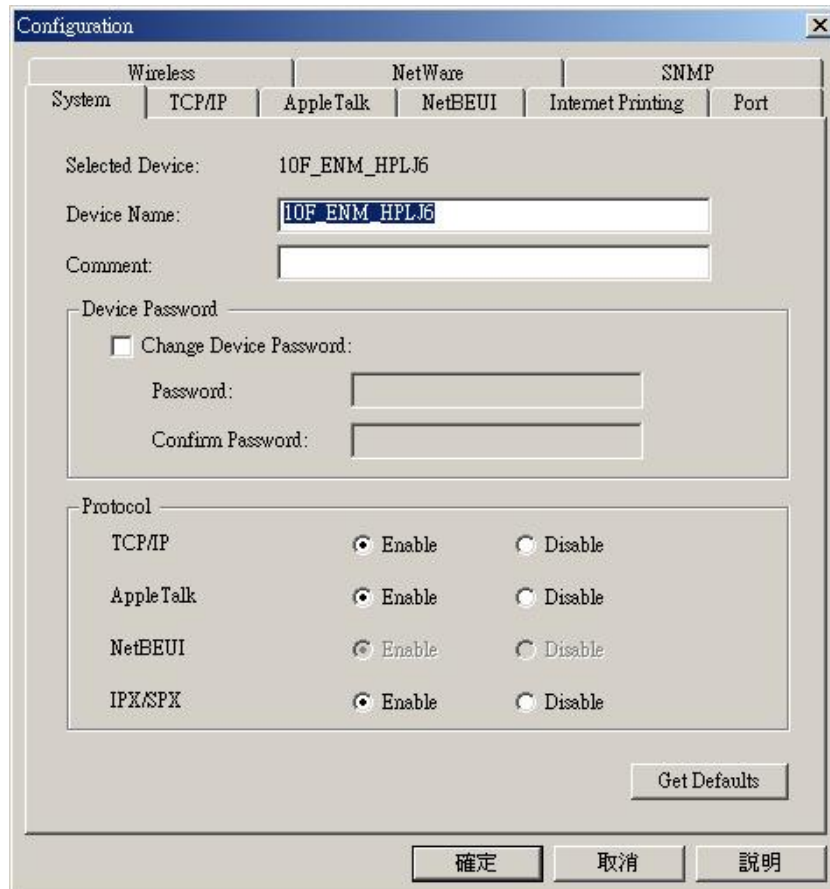 Configuration
Wireless NetWare SNMP
System TCP/IP AppleTalk NetBEUI Internet Printing Port
Selected Device: 10F_ENM_HPLJ6
Device Name: 10F_ENM_HPLJ6
Comment:
Device Password
Change Device Password:
Password:
Confirm Password:
Protocol
TCP/IP Enable Disable
AppleTalk Enable Disable
NetBEUI Enable Disable
IPX/SPX Enable Disable
Get Defaults
確定 取消 說明